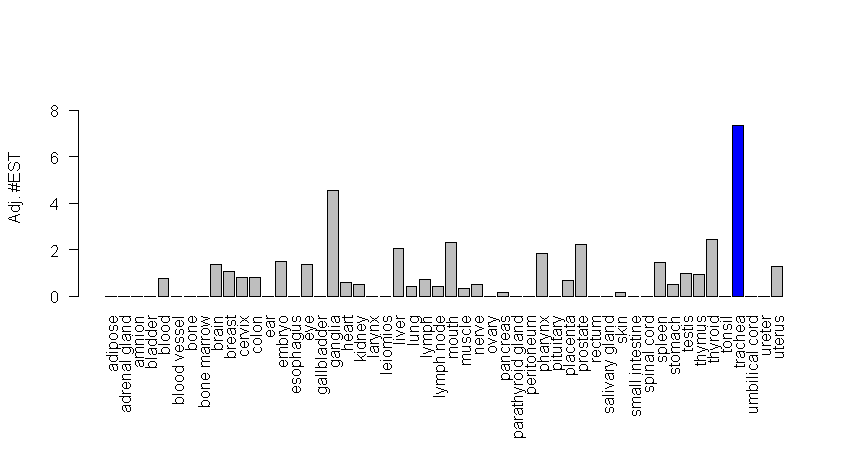 Adj. #EST
8
6
4
2
0
adipose
adrenal gland
amnion
bladder
blood
blood vessel
bone
bone marrow
brain
breast
cervix
colon
ear
embryo
esophagus
eye
gallbladder
ganglia
heart
kidney
larynx
leiomios
liver
lung
lymph
lymph node
mouth
muscle
nerve
ovary
pancreas
parathyroid gland
peritoneum
pharynx
pituitary
placenta
prostate
rectum
salivary gland
skin
small intestine
spinal cord
spleen
stomach
testis
thymus
thyroid
tonsil
trachea
umbilical cord
ureter
uterus